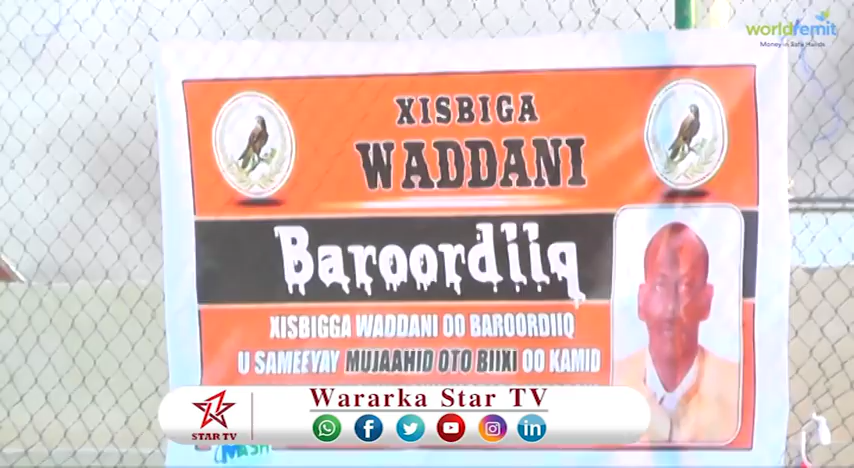 worldremit
Money in Safe Hands
XISBIGA
WADDANI
Baroordiiq
XISBIGGA WADDANI OO BAROORDIIQ
U SAMEEYAY MUJAAHID OTO BIIXI OO KAMID
Wararka Star TV
STAR TV